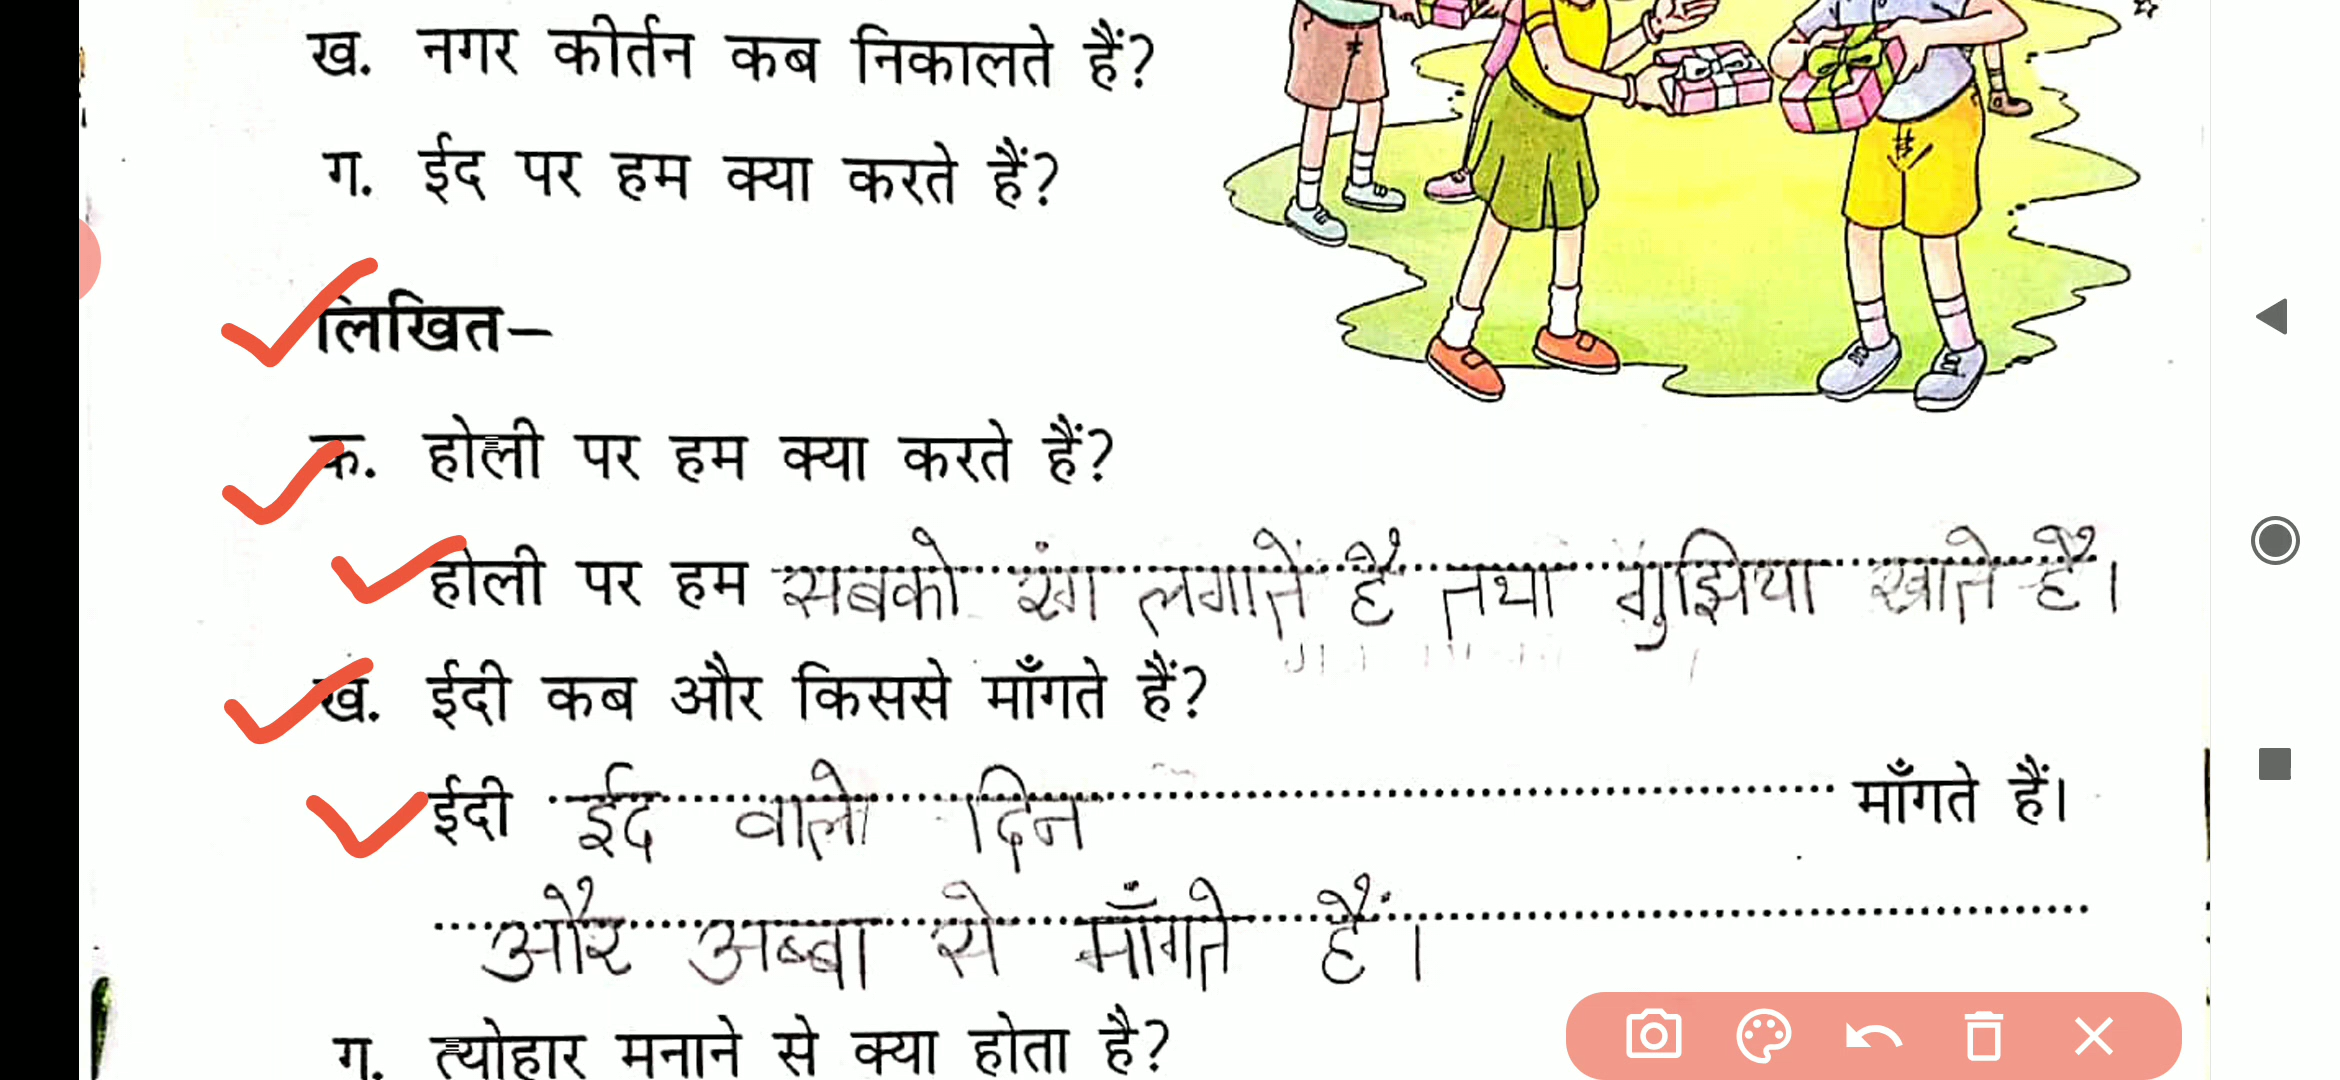 ख. नगर कीर्तन कब निकालते हैं?
ग. ईद पर हम क्या करते हैं?
लिखित–
क. होली पर हम क्या करते हैं?
होली पर हम सबको रंग लगाते है तथा गुझिया खाते है।
ख. ईदी कब और किससे माँगते हैं?
ईदी ईद वाले दिन माँगते हैं।
और अब्बा से माँगते हैं।
ग. त्योहार मनाने से क्या होता है?